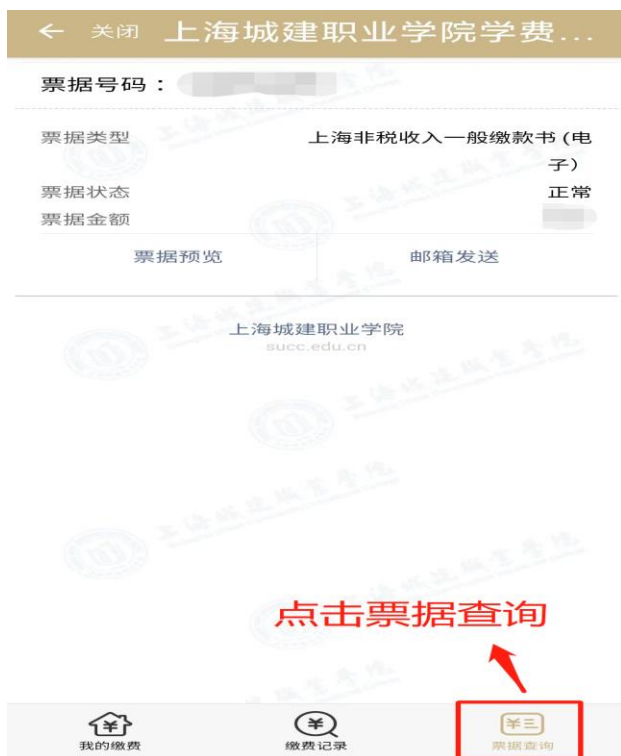 ← 关闭 上海城建职业学院学费...
票据号码：
票据类型 上海非税收入一般缴款书(电
子)
票据状态 正常
票据金额
票据预览 邮箱发送
上海城建职业学院
succ.edu.cn
点击票据查询
我的缴费 缴费记录 票据查询